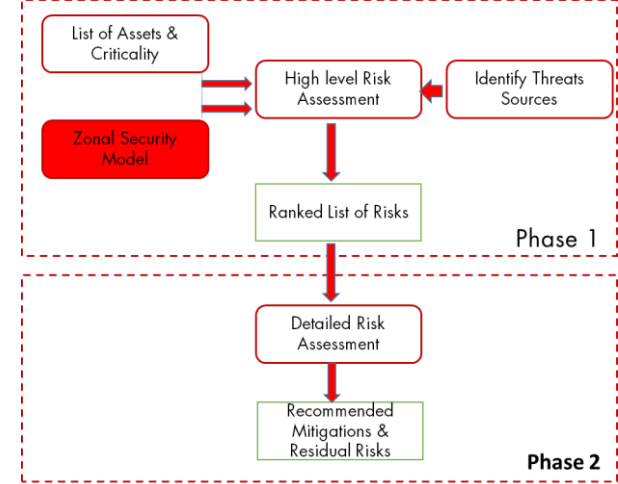 List of Assets &
Criticality
High level Risk
Assessment
Identify Threats
Sources
Zonal Security
Model
Ranked List of Risks
Phase 1
Detailed Risk
Assessment
Recommended
Mitigations &
Residual Risks
Phase 2